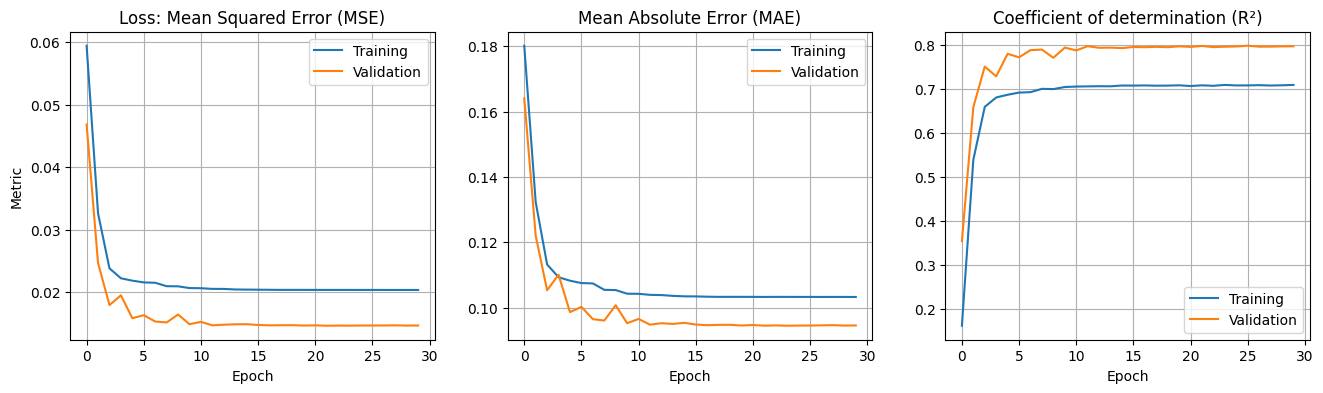 Loss: Mean Squared Error (MSE)
0.06
0.05
0.04
0.03
0.02
Metric
0 5 10 15 20 25 30
Epoch
Training
Validation
Mean Absolute Error (MAE)
0.18
0.16
0.14
0.12
0.10
0 5 10 15 20 25 30
Epoch
Training
Validation
Coefficient of determination (R²)
0.8
0.7
0.6
0.5
0.4
0.3
0.2
0 5 10 15 20 25 30
Epoch
Training
Validation